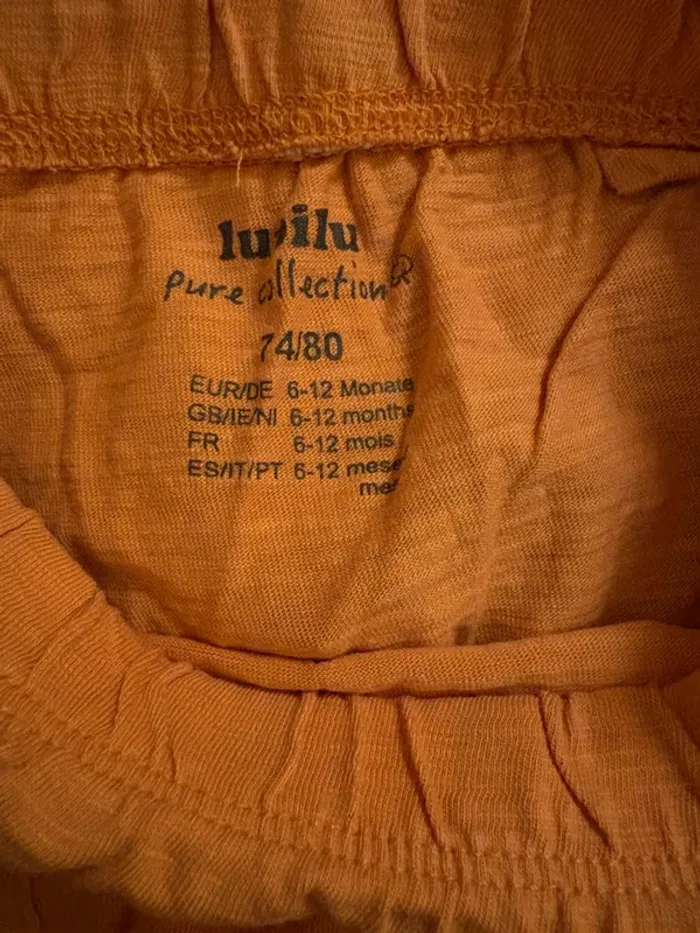 lupilu
pure collection
74/80
EUR/DE 6-12 Monate
GB/IE/NI 6-12 months
FR 6-12 mois
ES/IT/PT 6-12 meses